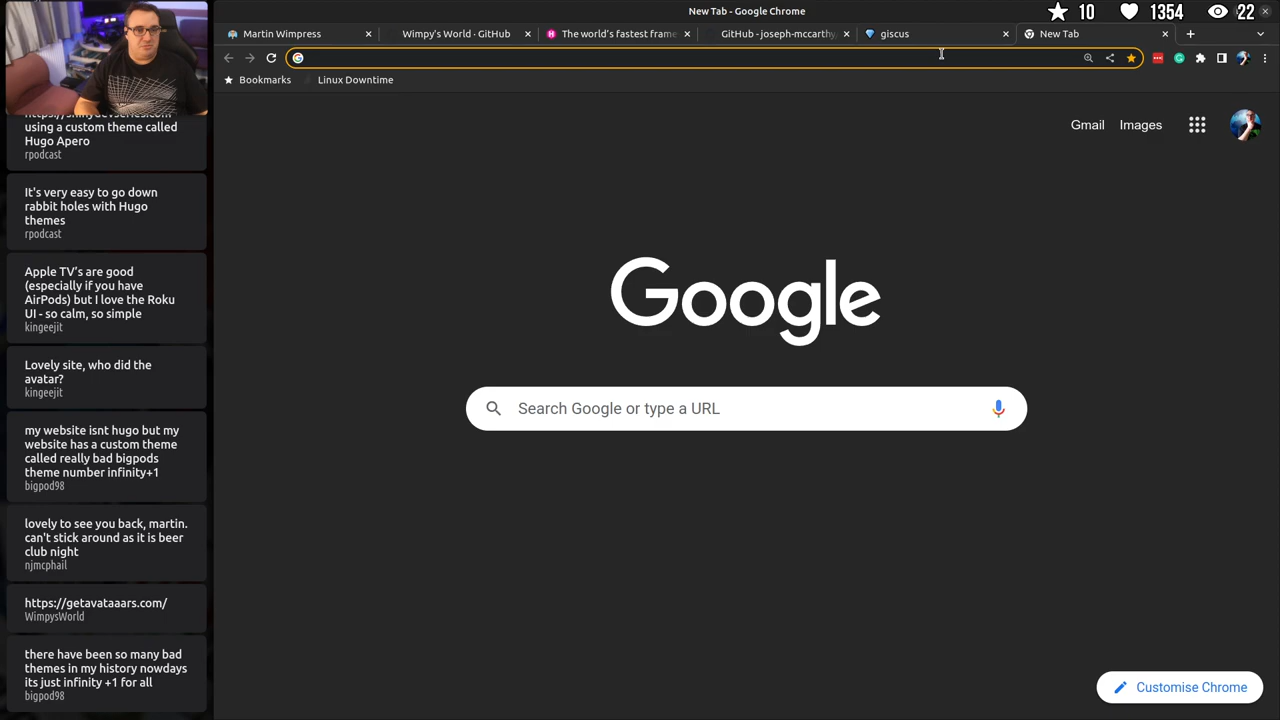 New Tab - Google Chrome
10
1354
22
Martin Wimpress
Wimpy's World · GitHub
The world's fastest frame
GitHub - joseph-mccarthy
giscus
New Tab
Bookmarks
Linux Downtime
Gmail
Images
Google
Search Google or type a URL
Customise Chrome
https://shinydevseries.com
using a custom theme called
Hugo Apero
rpodcast
It's very easy to go down
rabbit holes with Hugo
themes
rpodcast
Apple TV's are good
(especially if you have
AirPods) but I love the Roku
UI - so calm, so simple
kingeejit
Lovely site, who did the
avatar?
kingeejit
my website isnt hugo but my
website has a custom theme
called really bad bigpods
theme number infinity+1
bigpod98
lovely to see you back, martin.
can't stick around as it is beer
club night
njmcphail
https://getavataaars.com/
WimpysWorld
there have been so many bad
themes in my history nowdays
its just infinity +1 for all
bigpod98